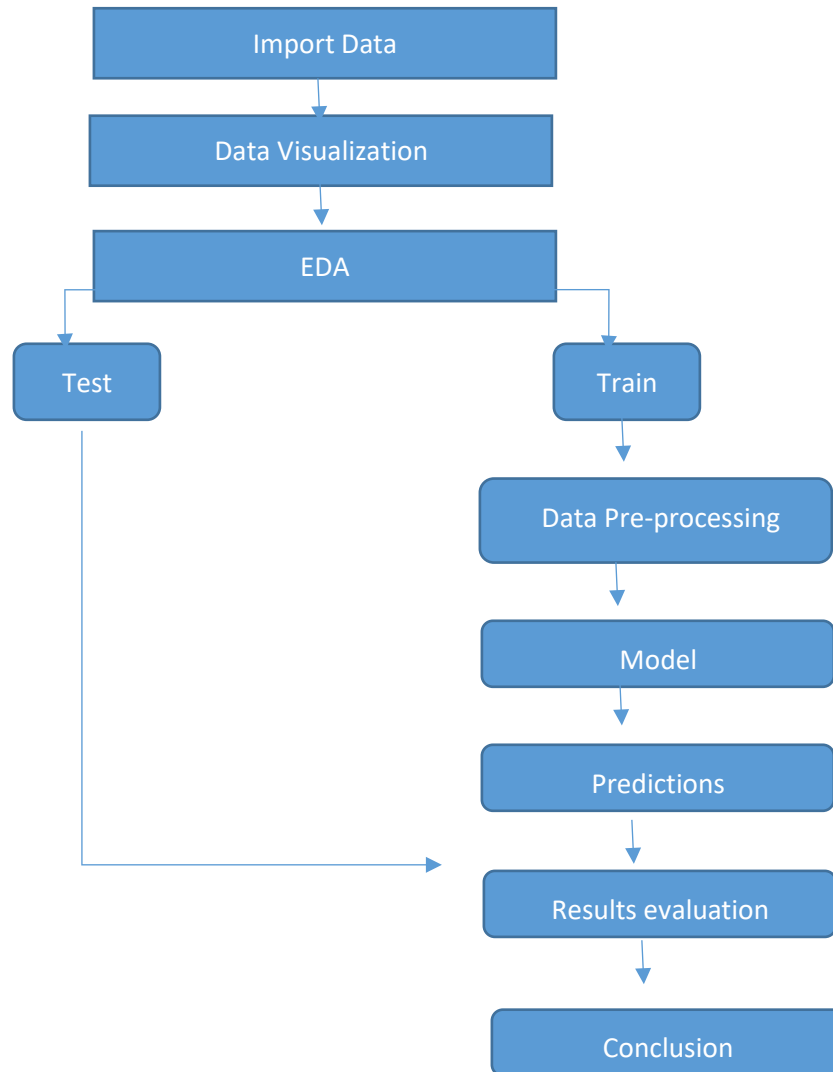 Import Data
Data Visualization
EDA
Test
Train
Data Pre-processing
Model
Predictions
Results evaluation
Conclusion